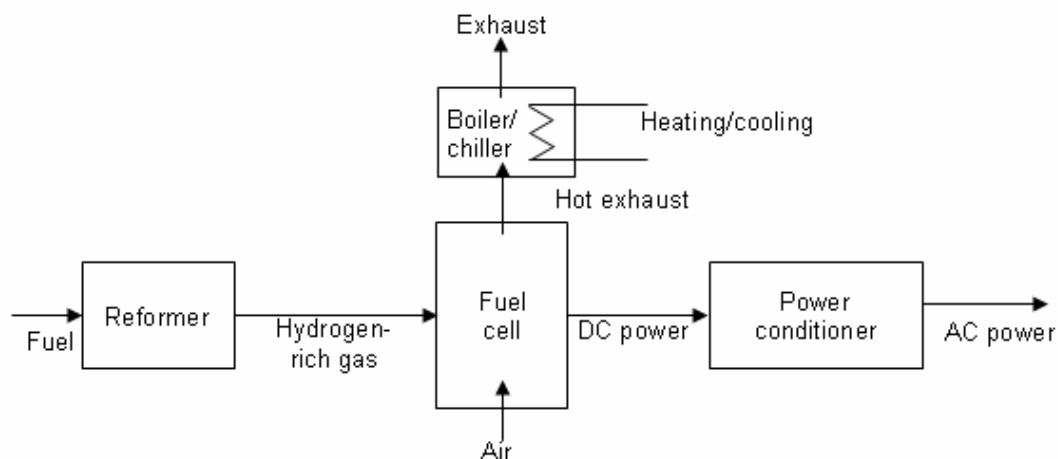 Exhaust
Boiler/
chiller
Heating/cooling
Hot exhaust
Reformer
Fuel
cell
Power
conditioner
Fuel
Hydrogen-
rich gas
DC power
AC power
Air